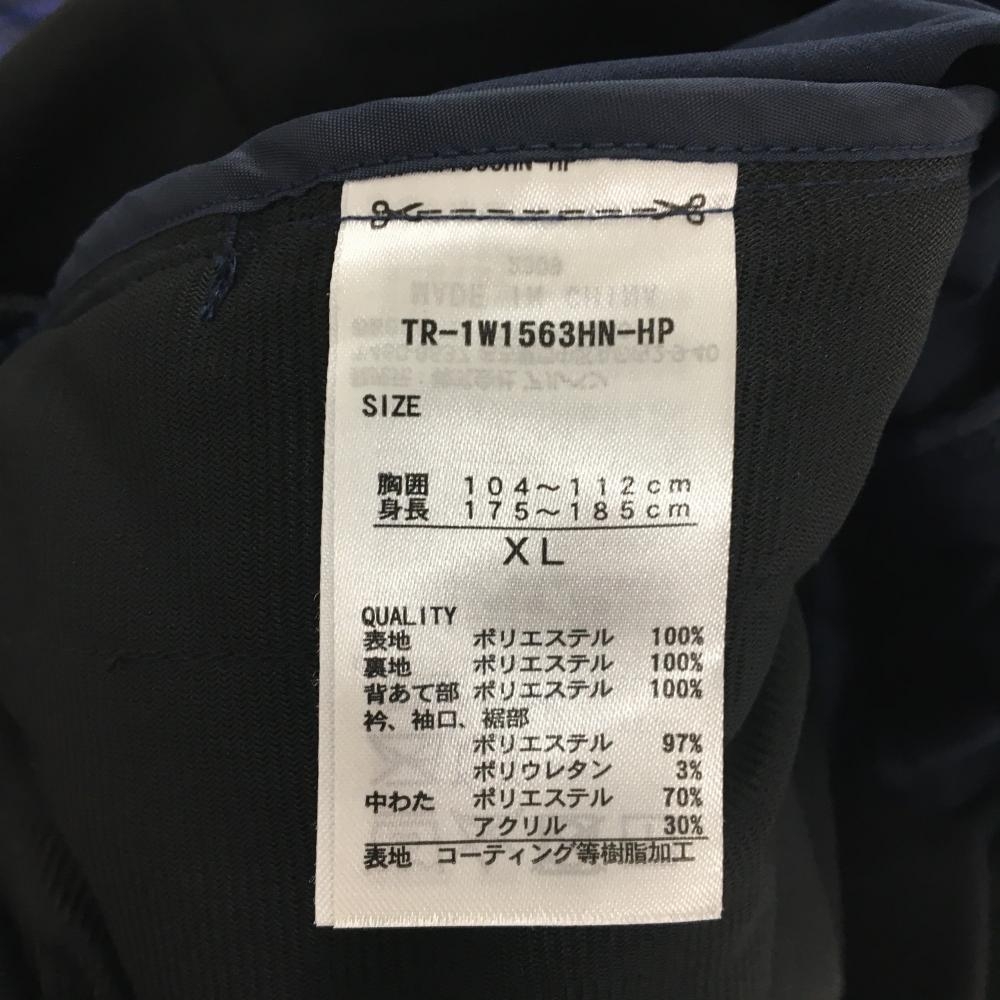 TR-1W1563HN-HP
SIZE
胸囲 104～112cm
身長 175～185cm
XL
QUALITY
表地 ポリエステル 100%
裏地 ポリエステル 100%
背あて部 ポリエステル 100%
衿、袖口、裾部
ポリエステル 97%
ポリウレタン 3%
中わた ポリエステル 70%
アクリル 30%
表地 コーティング等樹脂加工